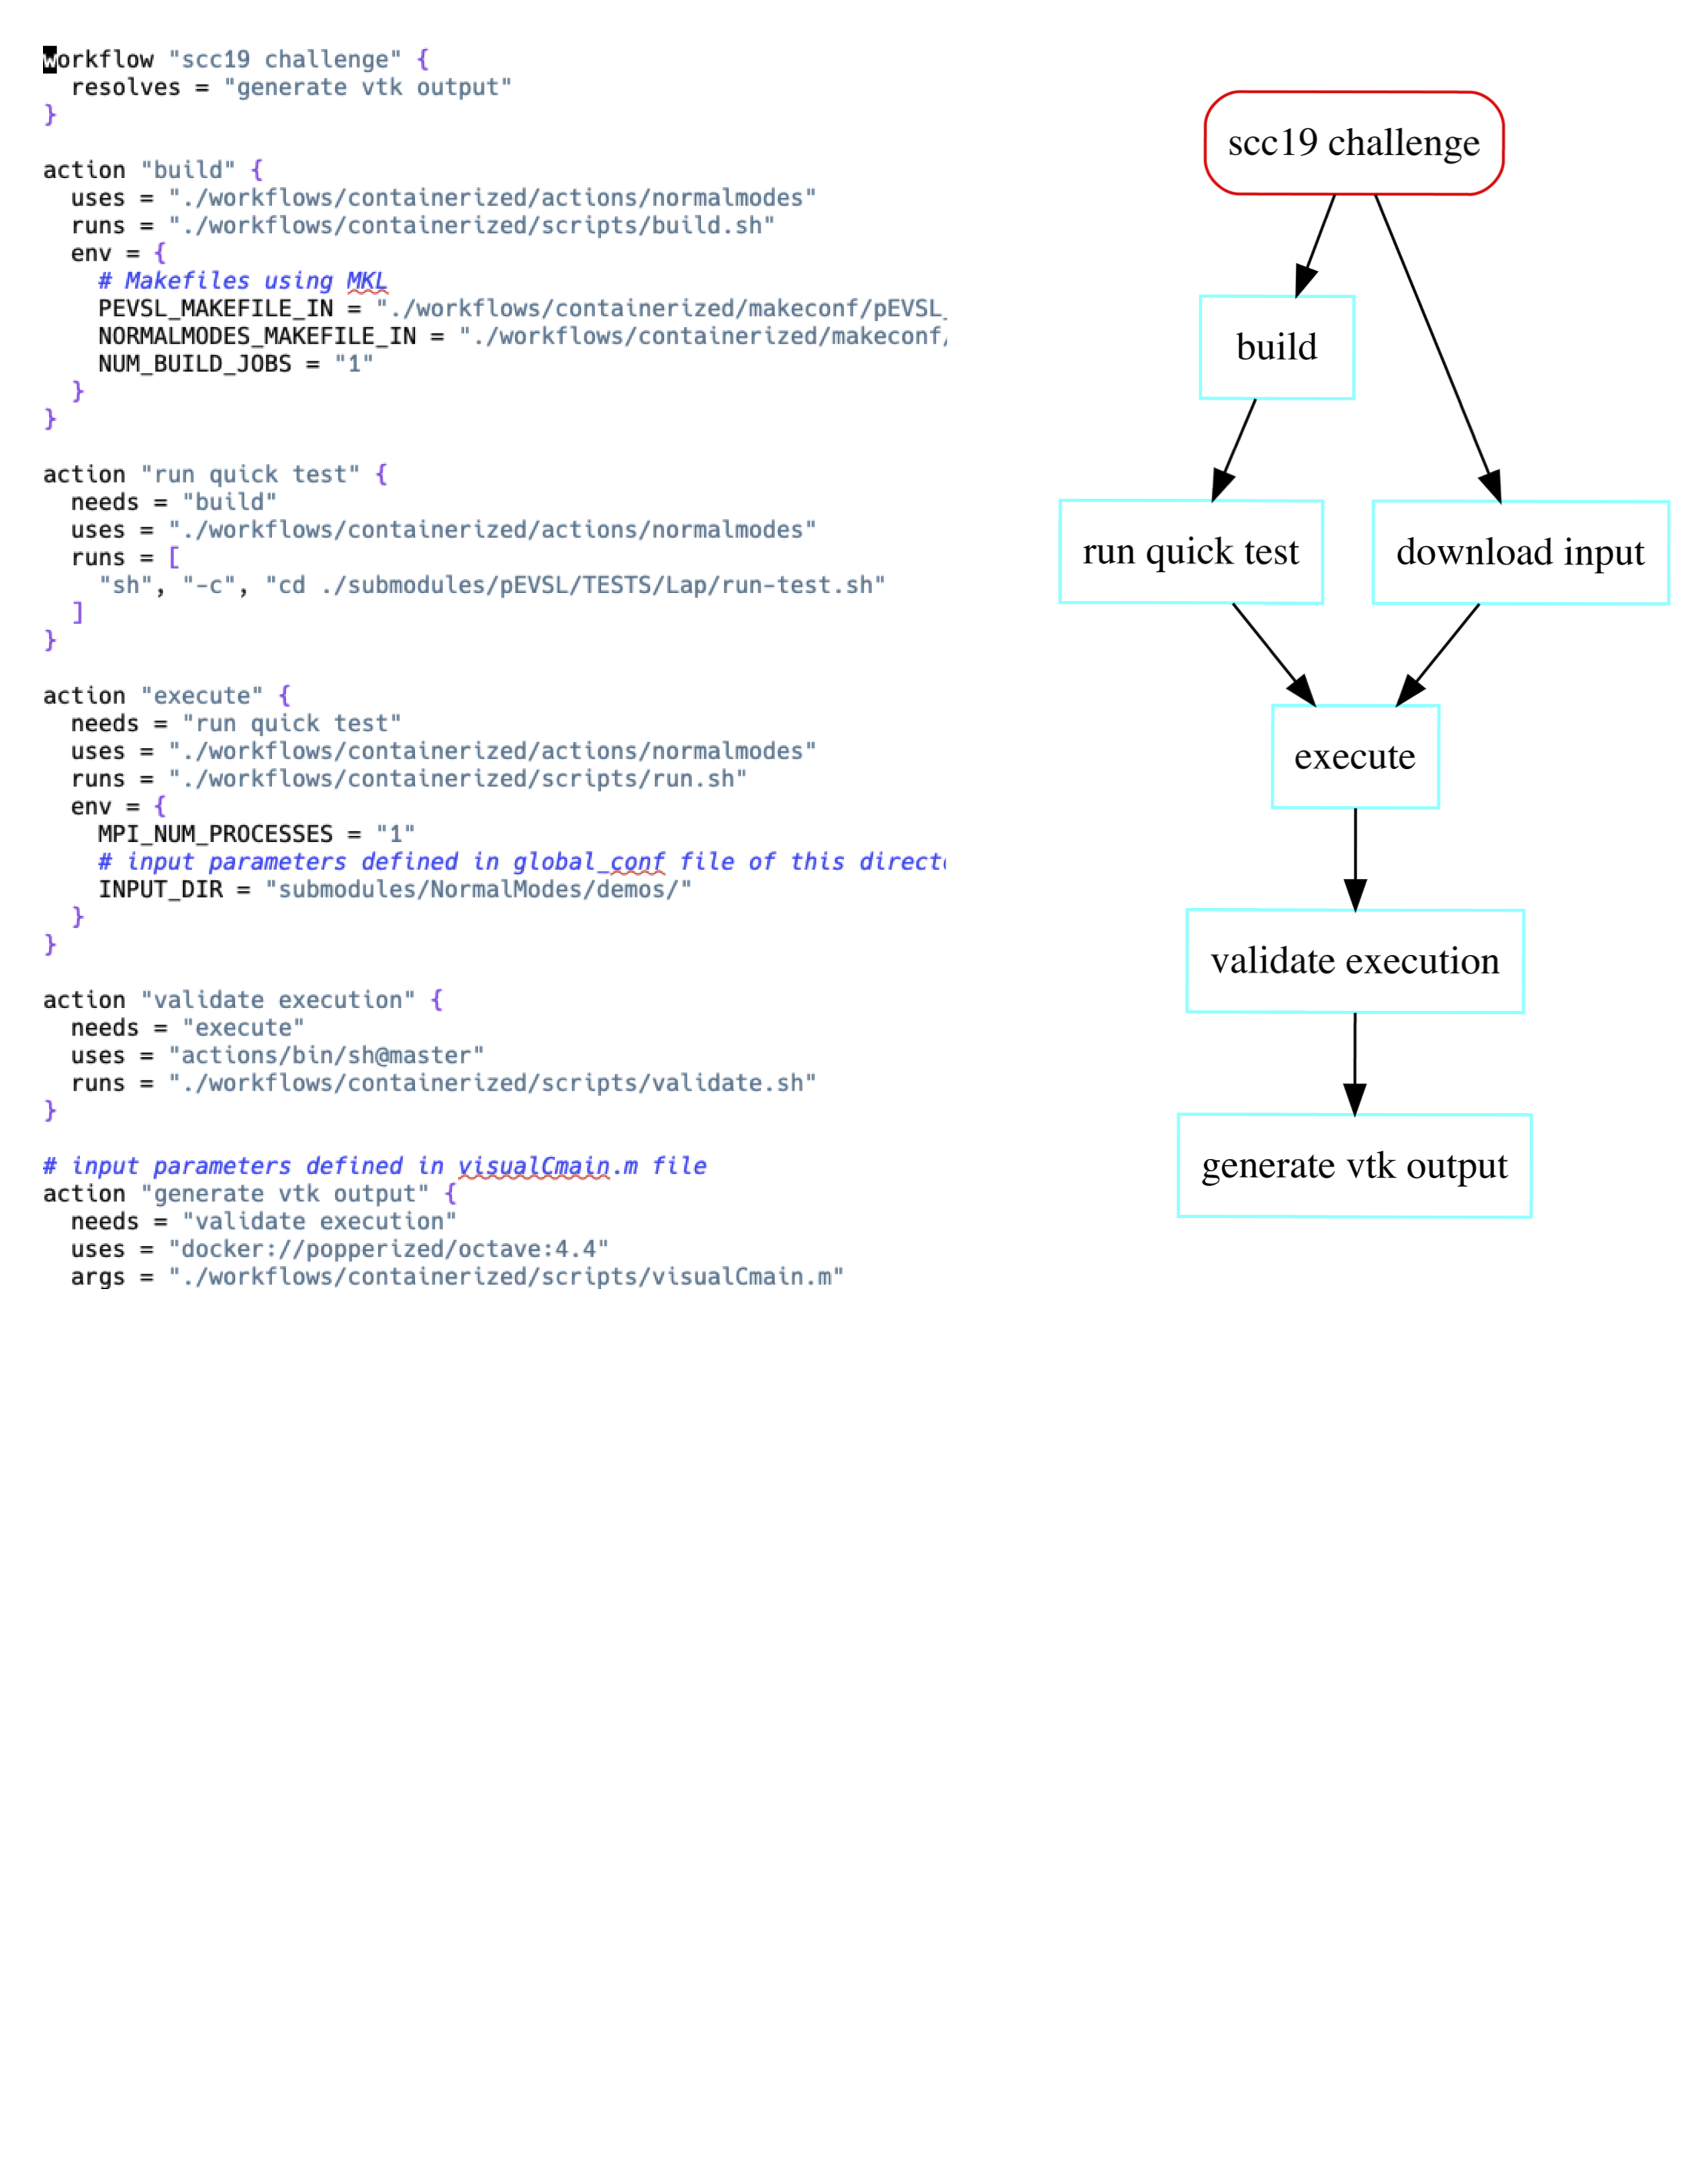 workflow "scc19 challenge" {
  resolves = "generate vtk output"
}

action "build" {
  uses = "./workflows/containerized/actions/normalmodes"
  runs = "./workflows/containerized/scripts/build.sh"
  env = {
    # Makefiles using MKL
    PEVSL_MAKEFILE_IN = "./workflows/containerized/makeconf/pEVSL_
    NORMALMODES_MAKEFILE_IN = "./workflows/containerized/makeconf/
    NUM_BUILD_JOBS = "1"
  }
}

action "run quick test" {
  needs = "build"
  uses = "./workflows/containerized/actions/normalmodes"
  runs = [
    "sh", "-c", "cd ./submodules/pEVSL/TESTS/Lap/run-test.sh"
  ]
}

action "execute" {
  needs = "run quick test"
  uses = "./workflows/containerized/actions/normalmodes"
  runs = "./workflows/containerized/scripts/run.sh"
  env = {
    MPI_NUM_PROCESSES = "1"
    # input parameters defined in global_conf file of this direct
    INPUT_DIR = "submodules/NormalModes/demos/"
  }
}

action "validate execution" {
  needs = "execute"
  uses = "actions/bin/sh@master"
  runs = "./workflows/containerized/scripts/validate.sh"
}

# input parameters defined in visualCmain.m file
action "generate vtk output" {
  needs = "validate execution"
  uses = "docker://popperized/octave:4.4"
  args = "./workflows/containerized/scripts/visualCmain.m"
scc19 challenge
build
run quick test
download input
execute
validate execution
generate vtk output